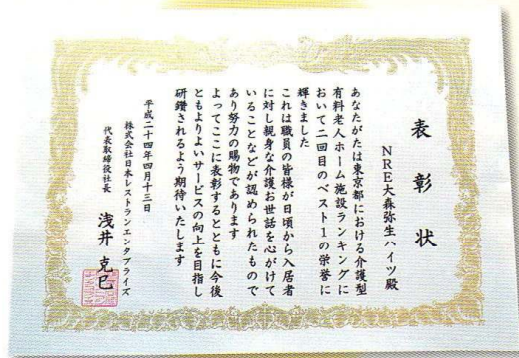 表彰状
NRE大森弥生ハイツ殿
あなたがたは東京都における介護型
有料老人ホーム施設ランキングに
おいて二回目のベスト1の栄誉に
輝きました
これは職員の皆様が日頃から入居者
に対し親身な介護お世話を心がけて
いることなどが認められたもので
あり努力の賜物であります
よってここに表彰するとともに今後
ともよりよいサービスの向上を目指し
研鑽されるよう期待いたします
平成二十四年四月十三日
株式会社日本レストランエンタプライズ
代表取締役社長 浅井克巳